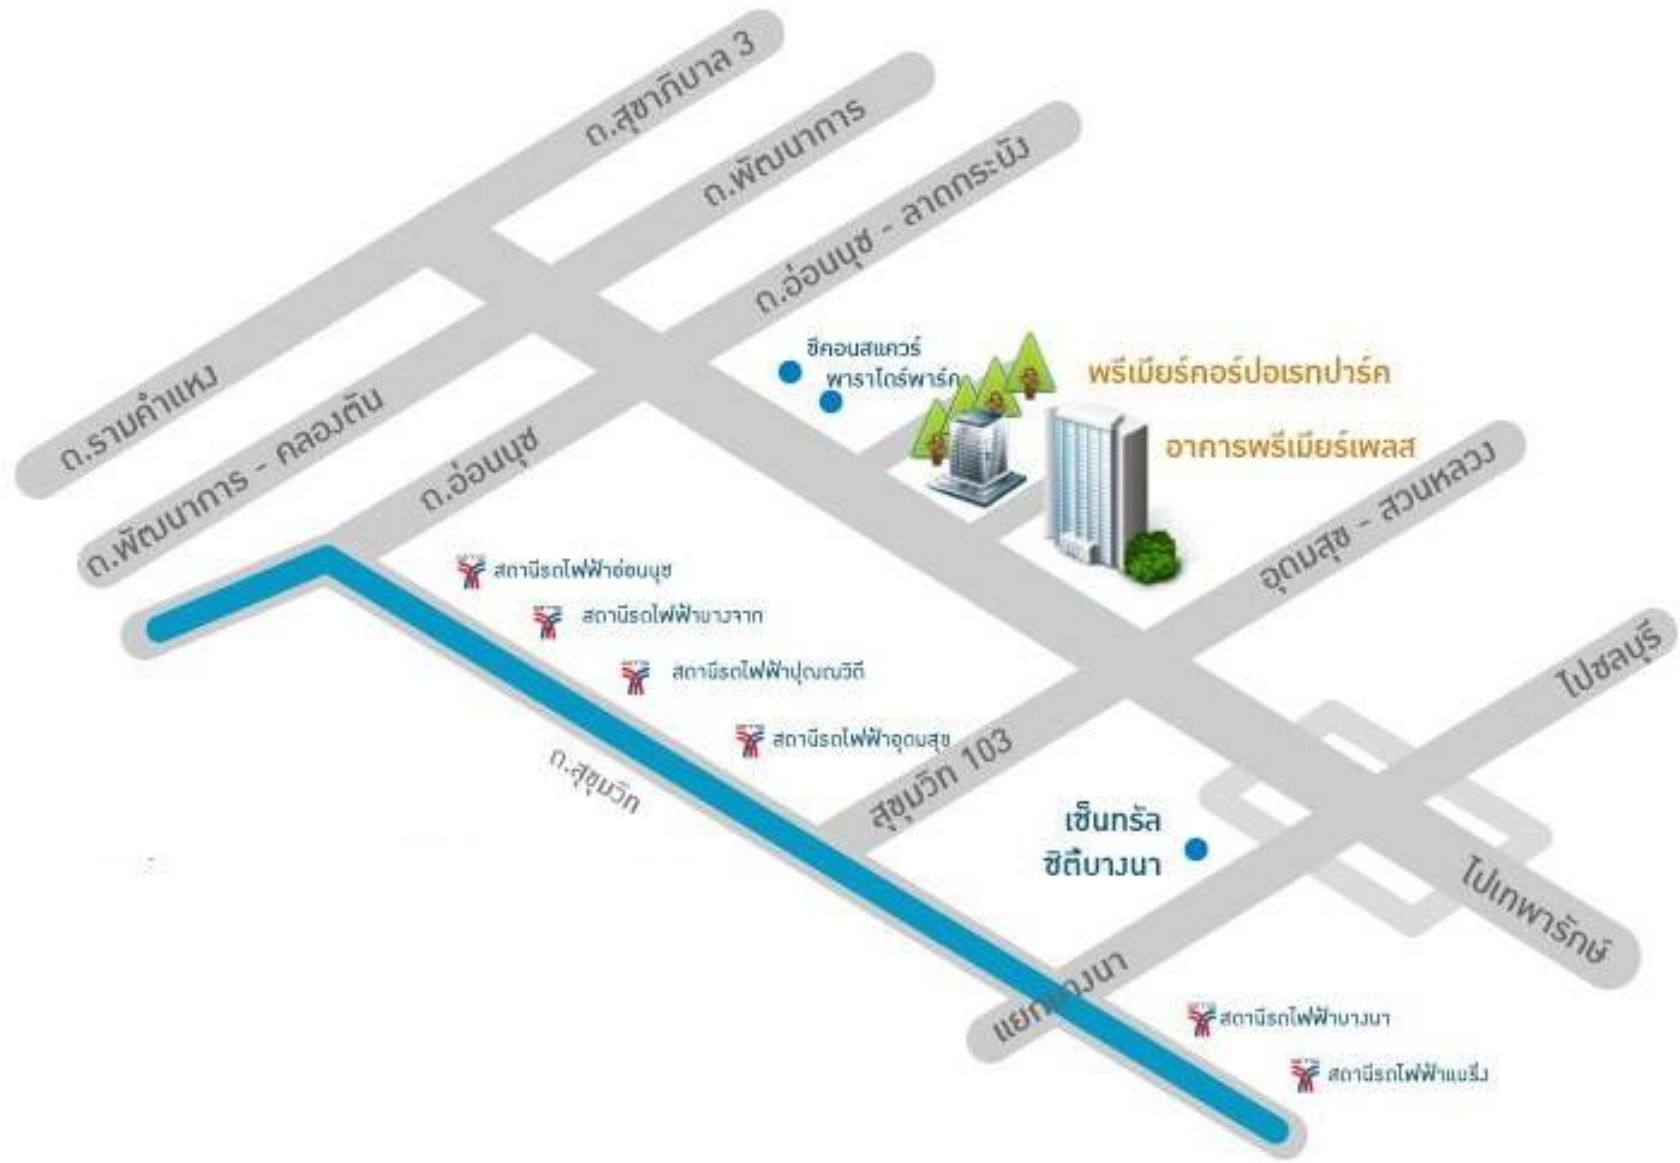 ถ.สุขาภิบาล 3
ถ.พัฒนาการ
ถ.อ่อนนุช - ลาดกระบัง
ซีคอนสแควร์
พาราไดร์พาร์ค
พรีเมียร์คอร์ปอเรทปาร์ค
อาการพรีเมียร์เพลส
ถ.รามคำแหง
ถ.พัฒนาการ - คลองตัน
ถ.อ่อนนุช
อุดมสุข - สวนหลวง
สถานีรถไฟฟ้าอ่อนนุช
สถานีรถไฟฟ้าบางจาก
สถานีรถไฟฟ้าปุณณวิถี
สถานีรถไฟฟ้าอุดมสุข
ไปชลบุรี
ถ.สุขุมวิท
สุขุมวิท 103
เซ็นทรัล
ซิตี้บางนา
ไปเทพารักษ์
แยกบางนา
สถานีรถไฟฟ้าบางนา
สถานีรถไฟฟ้าแบริ่ง